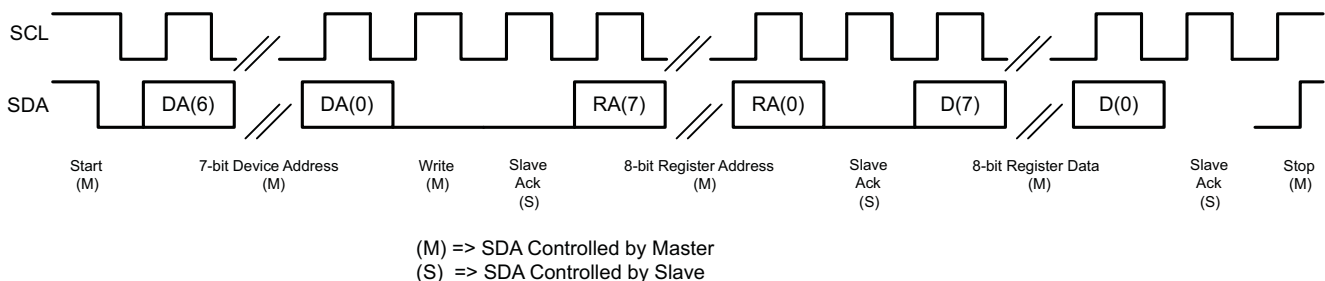 SCL
SDA
DA(6) DA(0) RA(7) RA(0) D(7) D(0)
Start
(M)
7-bit Device Address
(M)
Write
(M)
Slave
Ack
(S)
8-bit Register Address
(M)
Slave
Ack
(S)
8-bit Register Data
(M)
Slave
Ack
(S)
Stop
(M)
(M) => SDA Controlled by Master
(S) => SDA Controlled by Slave